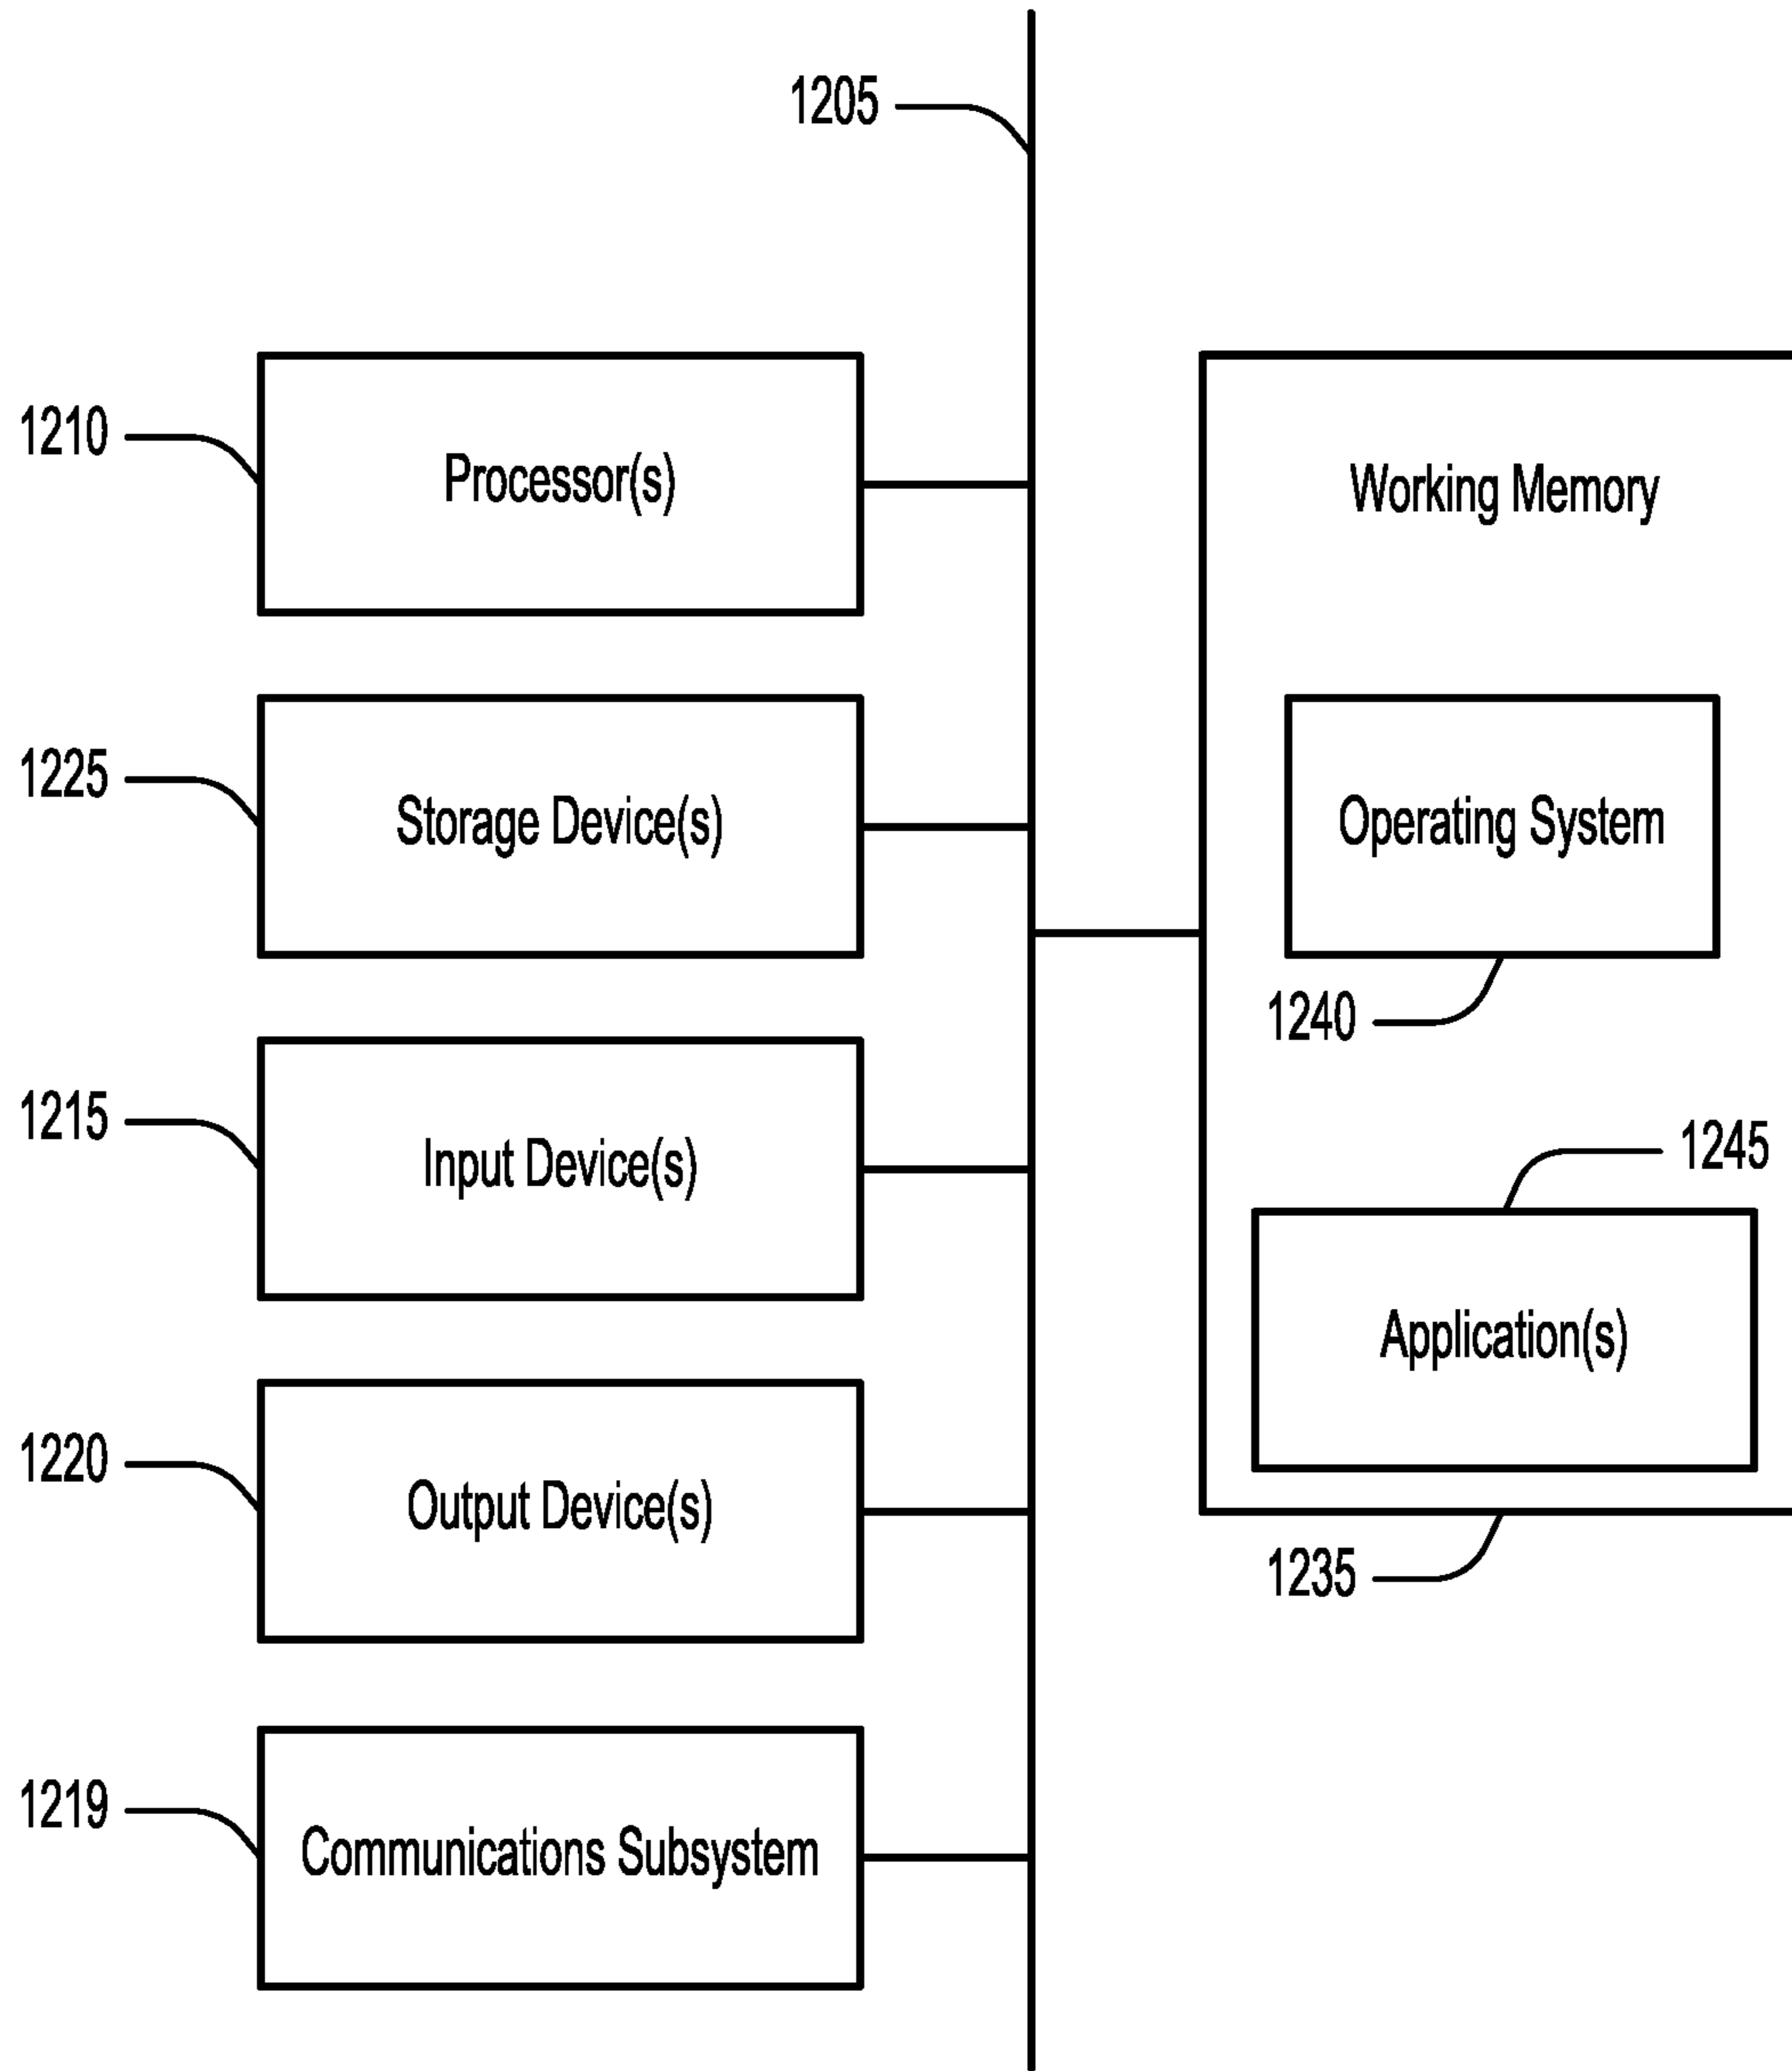 1205
1210
Processor(s)
Working Memory
1225
Storage Device(s)
Operating System
1240
1215
Input Device(s)
1245
Application(s)
1220
Output Device(s)
1235
1219
Communications Subsystem